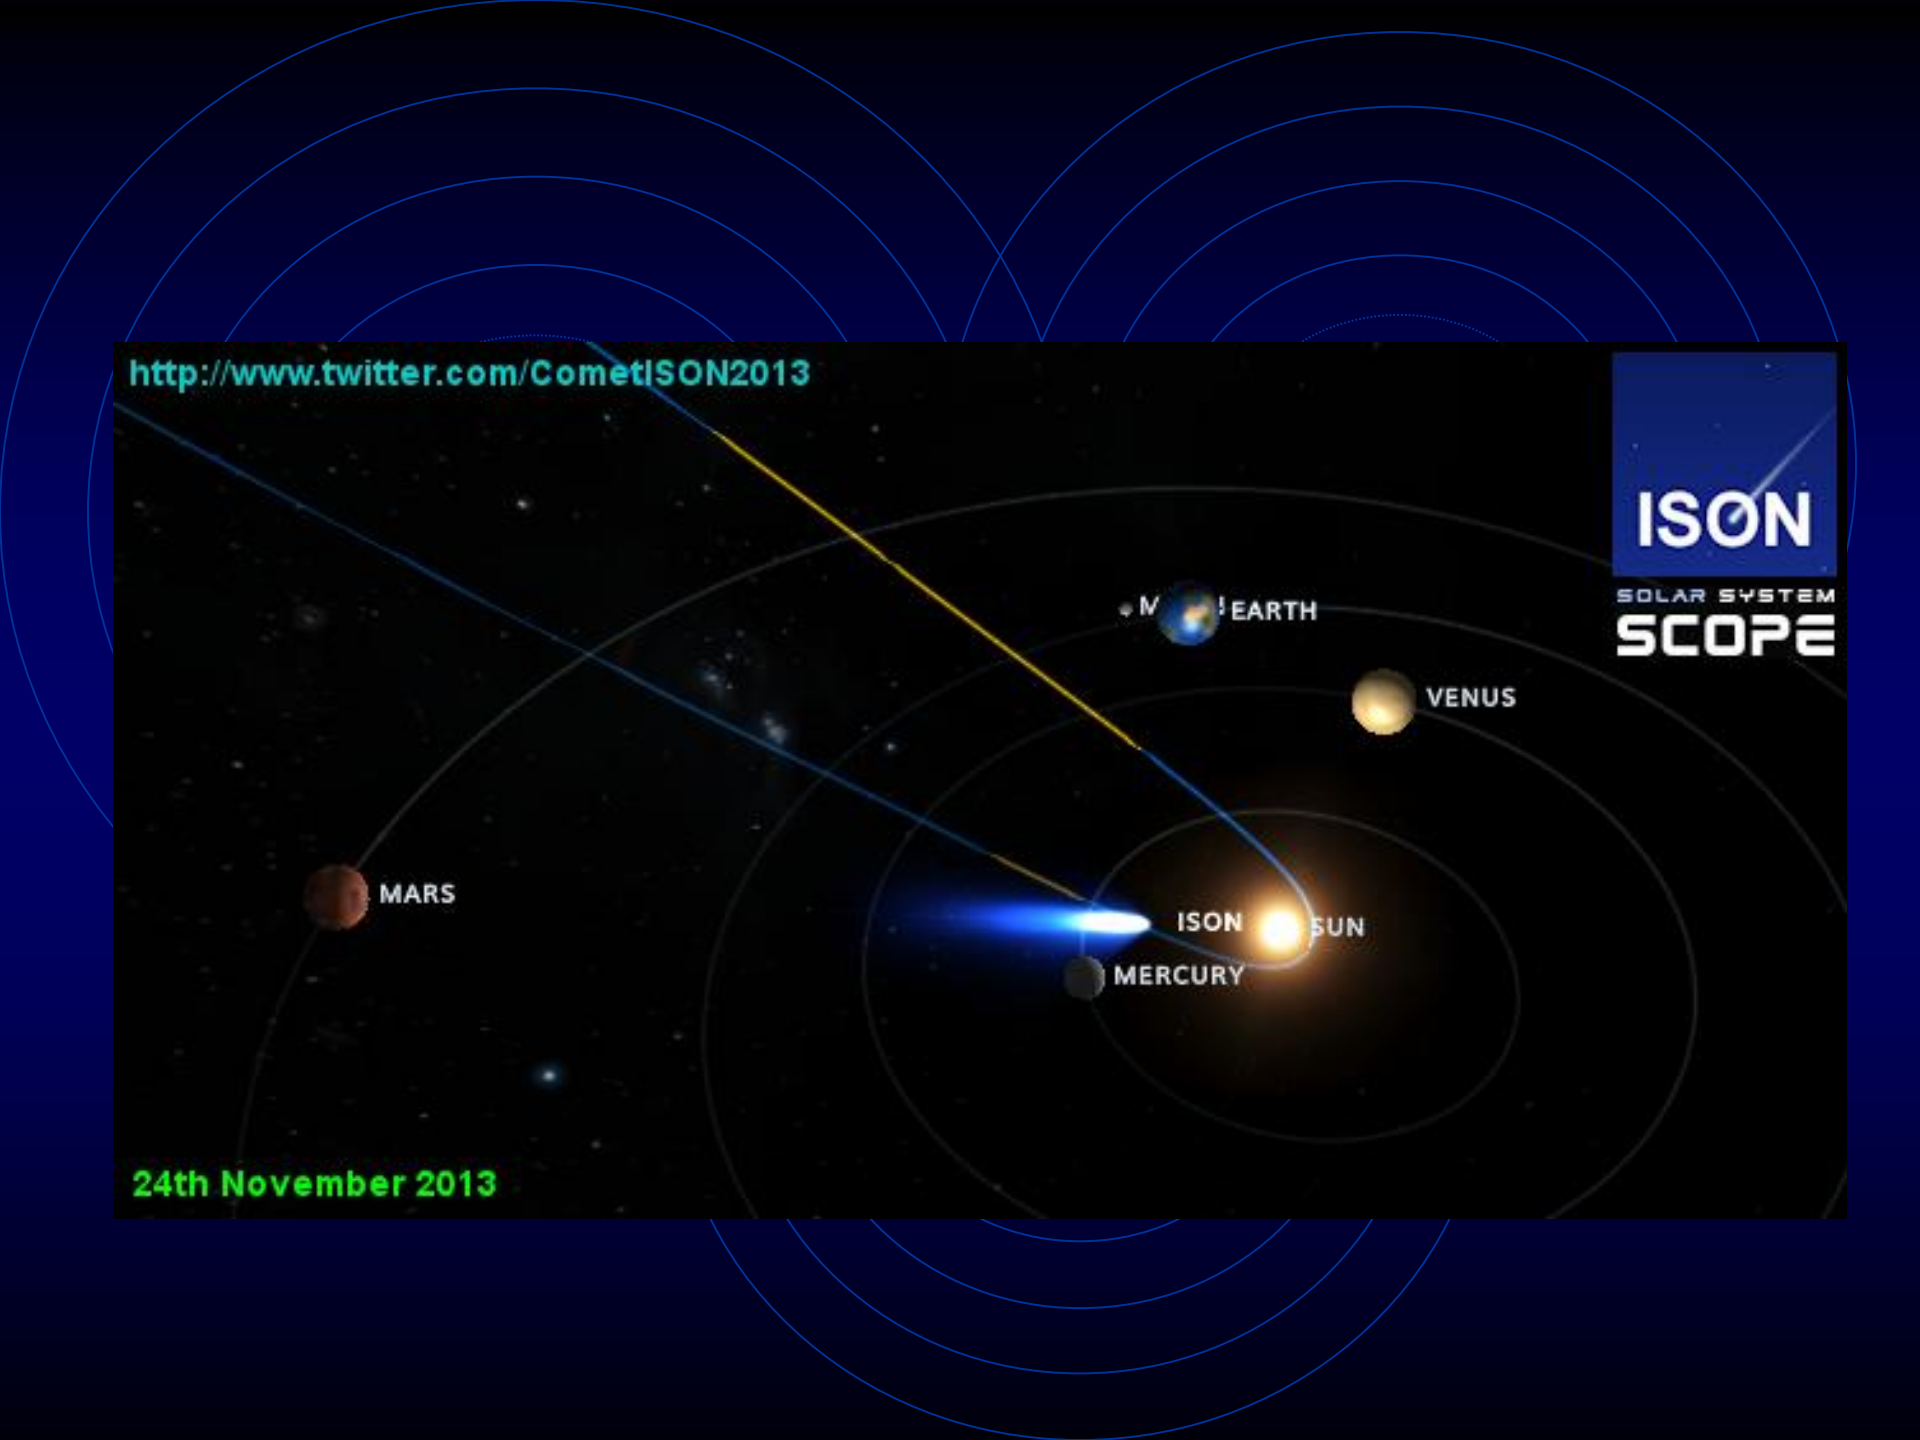 http://www.twitter.com/CometISON2013
ISON
SOLAR SYSTEM
SCOPE
EARTH
VENUS
MARS
ISON
SUN
MERCURY
24th November 2013